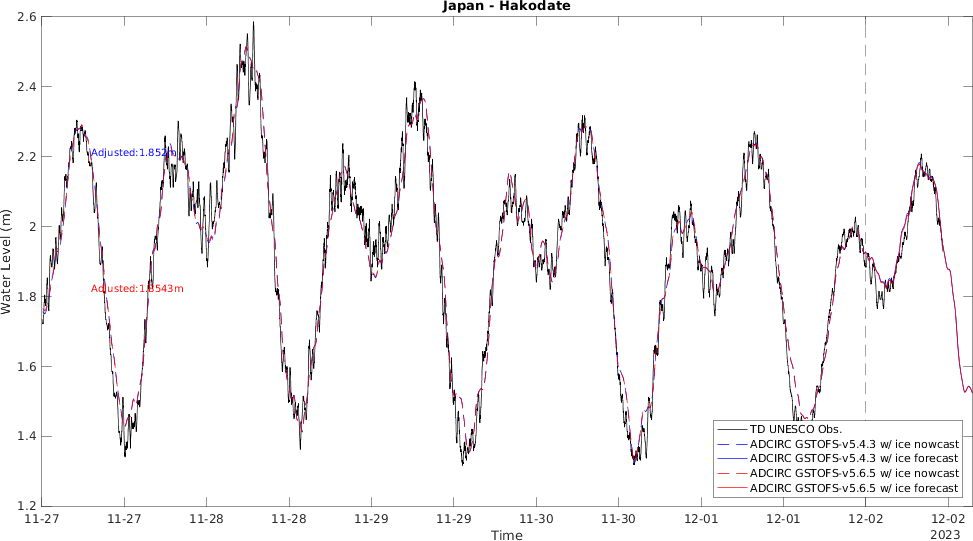 Japan - Hakodate
2.6
2.4
2.2
2
1.8
1.6
1.4
1.2
Water Level (m)
Adjusted:1.852m
Adjusted:1.8543m
TD UNESCO Obs.
ADCIRC GSTOFS-v5.4.3 w/ ice nowcast
ADCIRC GSTOFS-v5.4.3 w/ ice forecast
ADCIRC GSTOFS-v5.6.5 w/ ice nowcast
ADCIRC GSTOFS-v5.6.5 w/ ice forecast
11-27 11-27 11-28 11-28 11-29 11-29 11-30 11-30 12-01 12-01 12-02 12-02
Time
2023